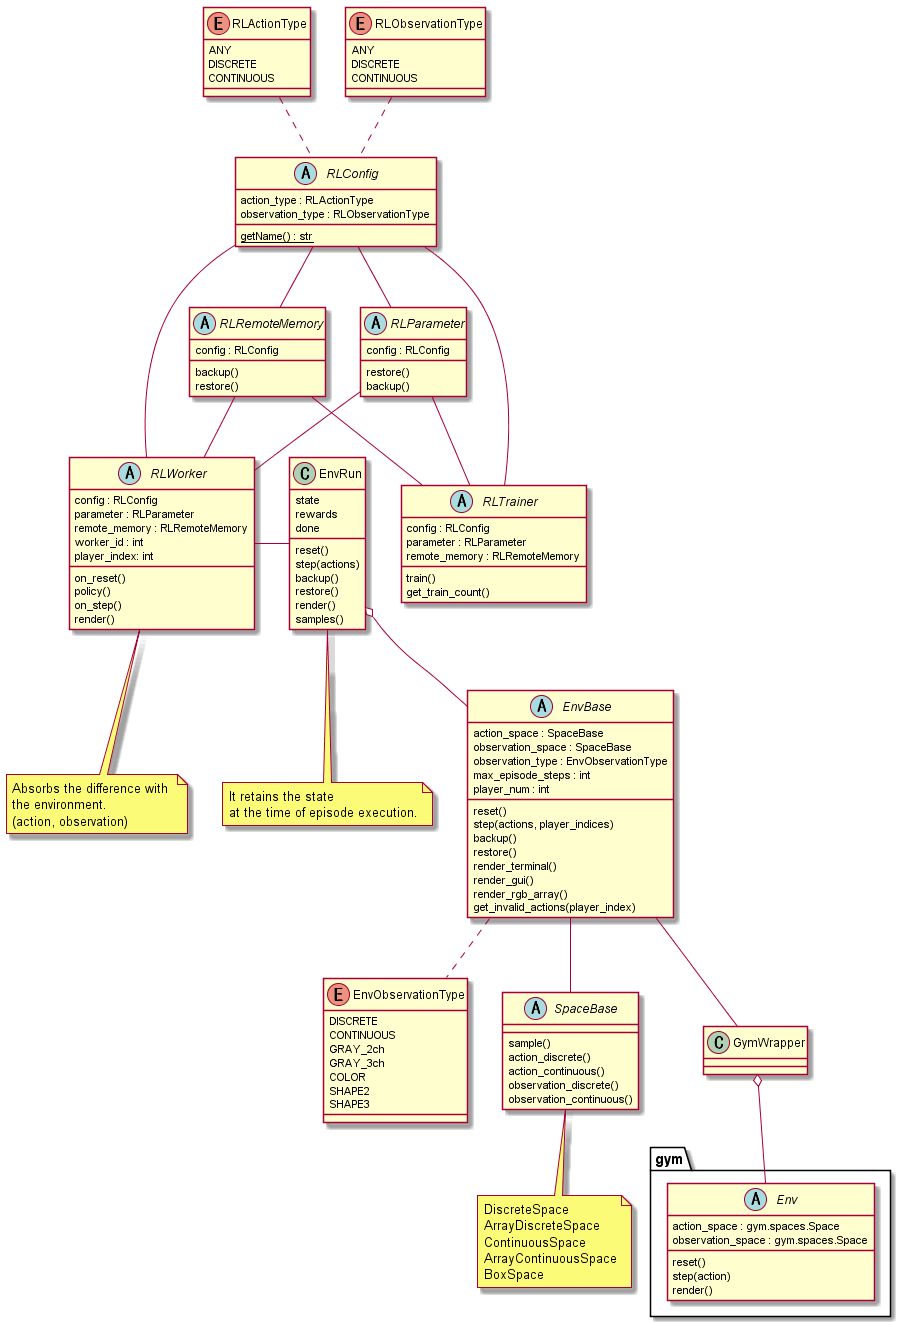 E RLActionType
ANY
DISCRETE
CONTINUOUS
E RLObservationType
ANY
DISCRETE
CONTINUOUS
A RLConfig
action_type : RLActionType
observation_type : RLObservationType
getName() : str
A RLRemoteMemory
config : RLConfig
backup()
restore()
A RLParameter
config : RLConfig
restore()
backup()
A RLWorker
config : RLConfig
parameter : RLParameter
remote_memory : RLRemoteMemory
worker_id : int
player_index: int
on_reset()
policy()
on_step()
render()
C EnvRun
state
rewards
done
reset()
step(actions)
backup()
restore()
render()
samples()
A RLTrainer
config : RLConfig
parameter : RLParameter
remote_memory : RLRemoteMemory
train()
get_train_count()
Absorbs the difference with
the environment.
(action, observation)
It retains the state
at the time of episode execution.
A EnvBase
action_space : SpaceBase
observation_space : SpaceBase
observation_type : EnvObservationType
max_episode_steps : int
player_num : int
reset()
step(actions, player_indices)
backup()
restore()
render_terminal()
render_gui()
render_rgb_array()
get_invalid_actions(player_index)
E EnvObservationType
DISCRETE
CONTINUOUS
GRAY_2ch
GRAY_3ch
COLOR
SHAPE2
SHAPE3
A SpaceBase
sample()
action_discrete()
action_continuous()
observation_discrete()
observation_continuous()
C GymWrapper
DiscreteSpace
ArrayDiscreteSpace
ContinuousSpace
ArrayContinuousSpace
BoxSpace
gym
A Env
action_space : gym.spaces.Space
observation_space : gym.spaces.Space
reset()
step(action)
render()